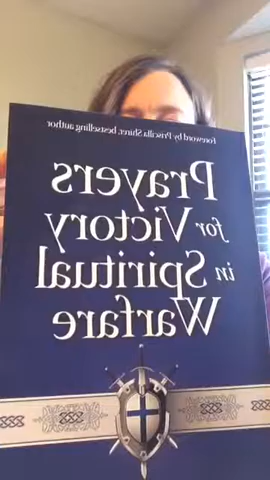 Foreword by Priscilla Shirer, bestselling author
Prayers
for Victory
in Spiritual
Warfare